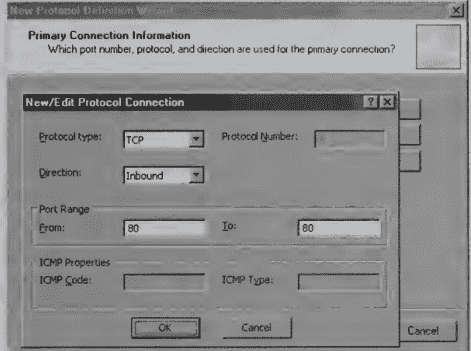 New Protocol Definition Wizard
Primary Connection Information
Which port number, protocol, and direction are used for the primary connection?
New/Edit Protocol Connection
Protocol type: TCP Protocol Number:
Direction: Inbound
Port Range
From: 80 To: 80
ICMP Properties
ICMP Code: ICMP Type:
OK Cancel
Cancel